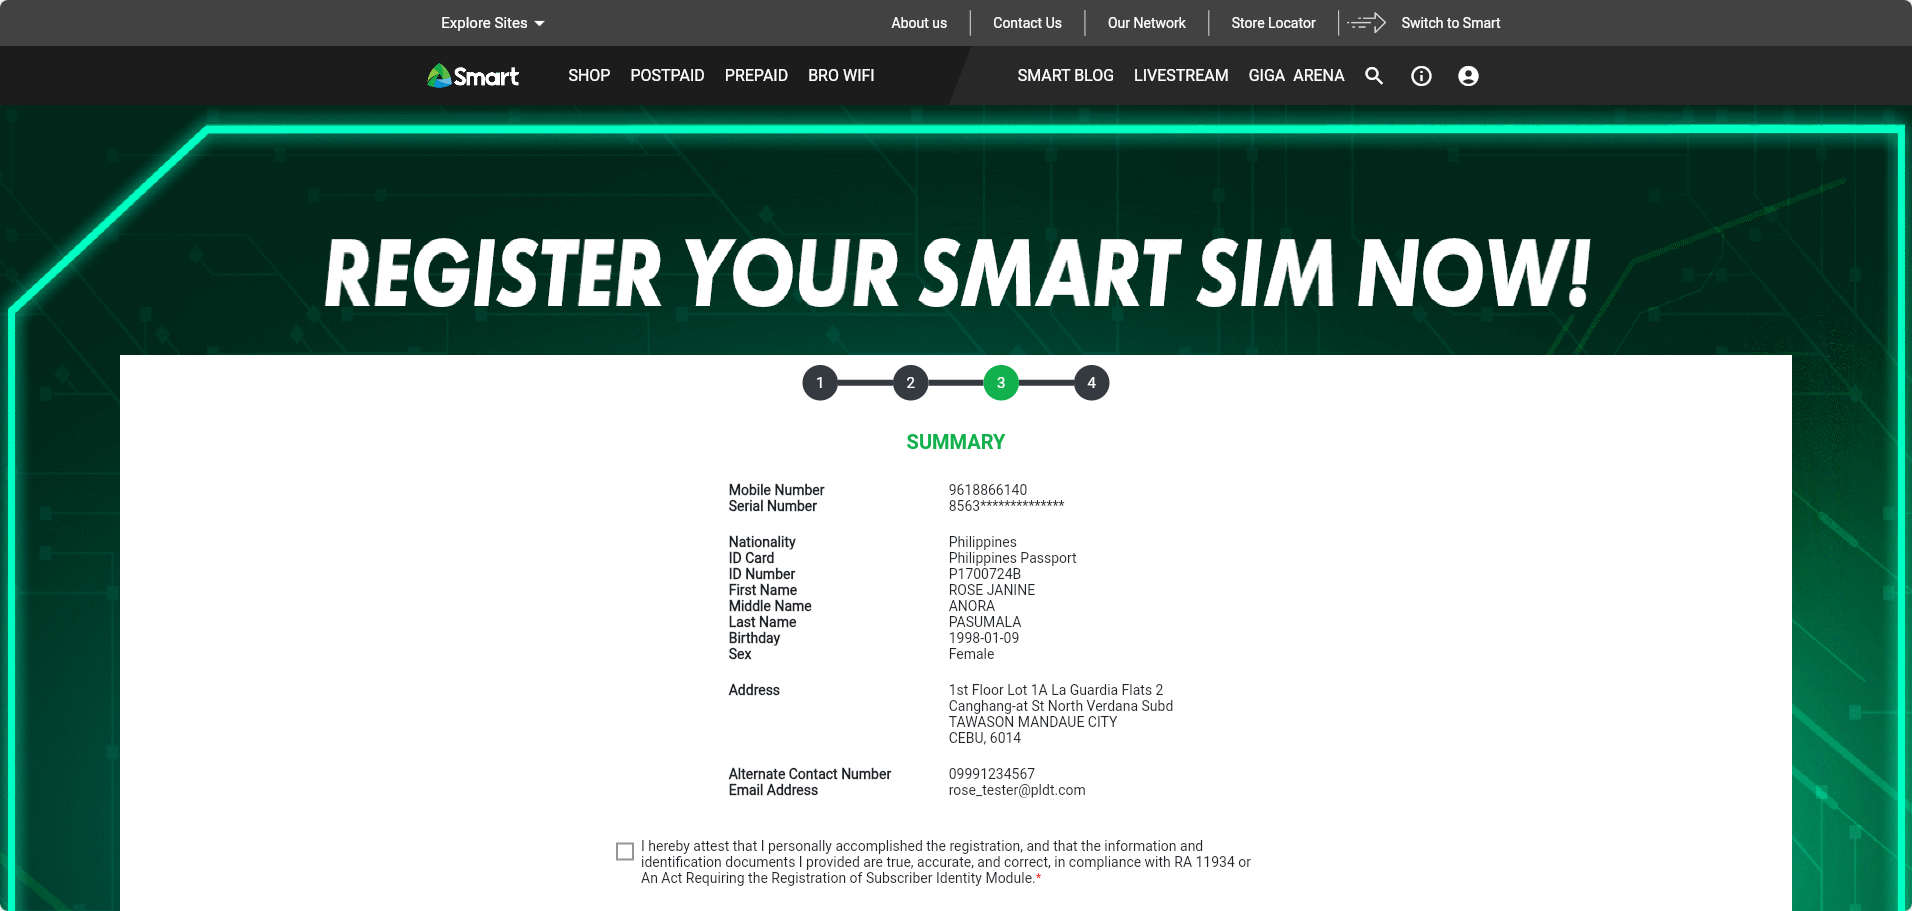 Explore Sites
About us
Contact Us
Our Network
Store Locator
Switch to Smart
Smart
SHOP
POSTPAID
PREPAID
BRO WIFI
SMART BLOG
LIVESTREAM
GIGA ARENA
REGISTER YOUR SMART SIM NOW!
1 2 3 4
SUMMARY
Mobile Number 9618866140
Serial Number 8563**************
Nationality Philippines
ID Card Philippines Passport
ID Number P1700724B
First Name ROSE JANINE
Middle Name ANORA
Last Name PASUMALA
Birthday 1998-01-09
Sex Female
Address 1st Floor Lot 1A La Guardia Flats 2
Canghang-at St North Verdana Subd
TAWASON MANDAUE CITY
CEBU, 6014
Alternate Contact Number 09991234567
Email Address rose_tester@pldt.com
I hereby attest that I personally accomplished the registration, and that the information and
identification documents I provided are true, accurate, and correct, in compliance with RA 11934 or
An Act Requiring the Registration of Subscriber Identity Module.*